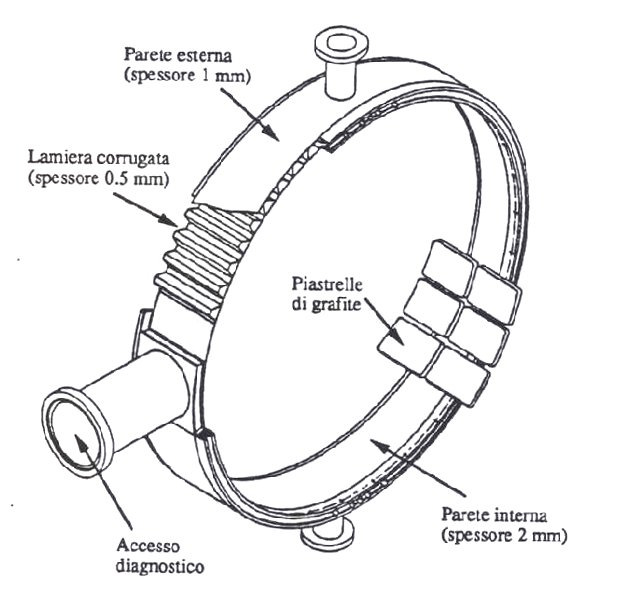 Parete esterna
(spessore 1 mm)
Lamiera corrugata
(spessore 0.5 mm)
Piastrelle
di grafite
Parete interna
(spessore 2 mm)
Accesso
diagnostico